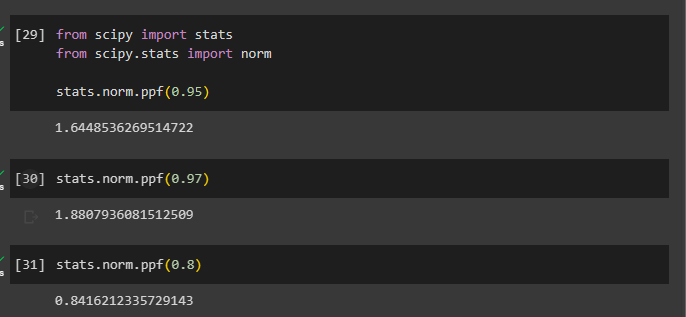 [29] from scipy import stats
from scipy.stats import norm
stats.norm.ppf(0.95)
1.6448536269514722
[30] stats.norm.ppf(0.97)
1.8807936081512509
[31] stats.norm.ppf(0.8)
0.8416212335729143